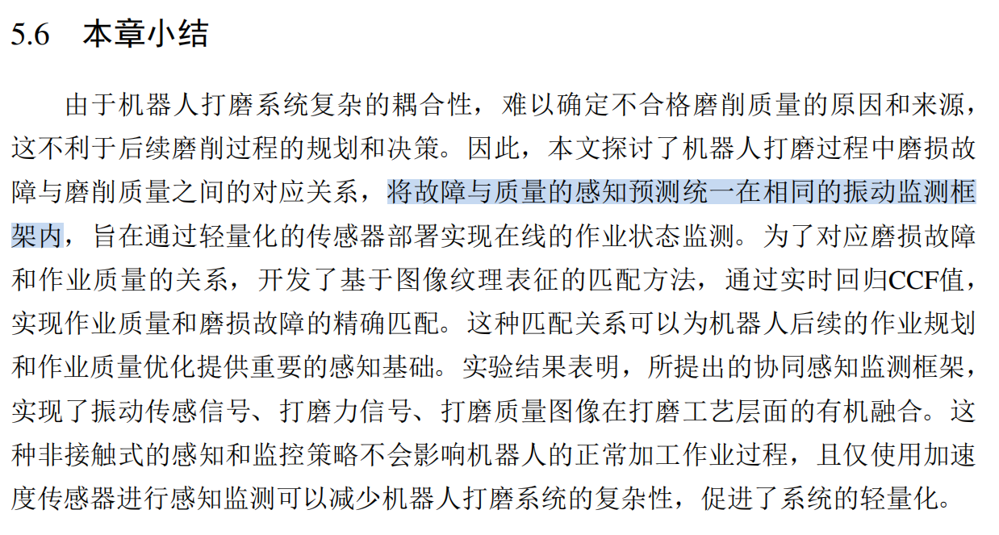 5.6 本章小结
由于机器人打磨系统复杂的耦合性，难以确定不合格磨削质量的原因和来源，
这不利于后续磨削过程的规划和决策。因此，本文探讨了机器人打磨过程中磨损故
障与磨削质量之间的对应关系，将故障与质量的感知预测统一在相同的振动监测框
架内，旨在通过轻量化的传感器部署实现在线的作业状态监测。为了对应磨损故障
和作业质量的关系，开发了基于图像纹理表征的匹配方法，通过实时回归CCF值，
实现作业质量和磨损故障的精确匹配。这种匹配关系可以为机器人后续的作业规划
和作业质量优化提供重要的感知基础。实验结果表明，所提出的协同感知监测框架，
实现了振动传感信号、打磨力信号、打磨质量图像在打磨工艺层面的有机融合。这
种非接触式的感知和监控策略不会影响机器人的正常加工作业过程，且仅使用加速
度传感器进行感知监测可以减少机器人打磨系统的复杂性，促进了系统的轻量化。